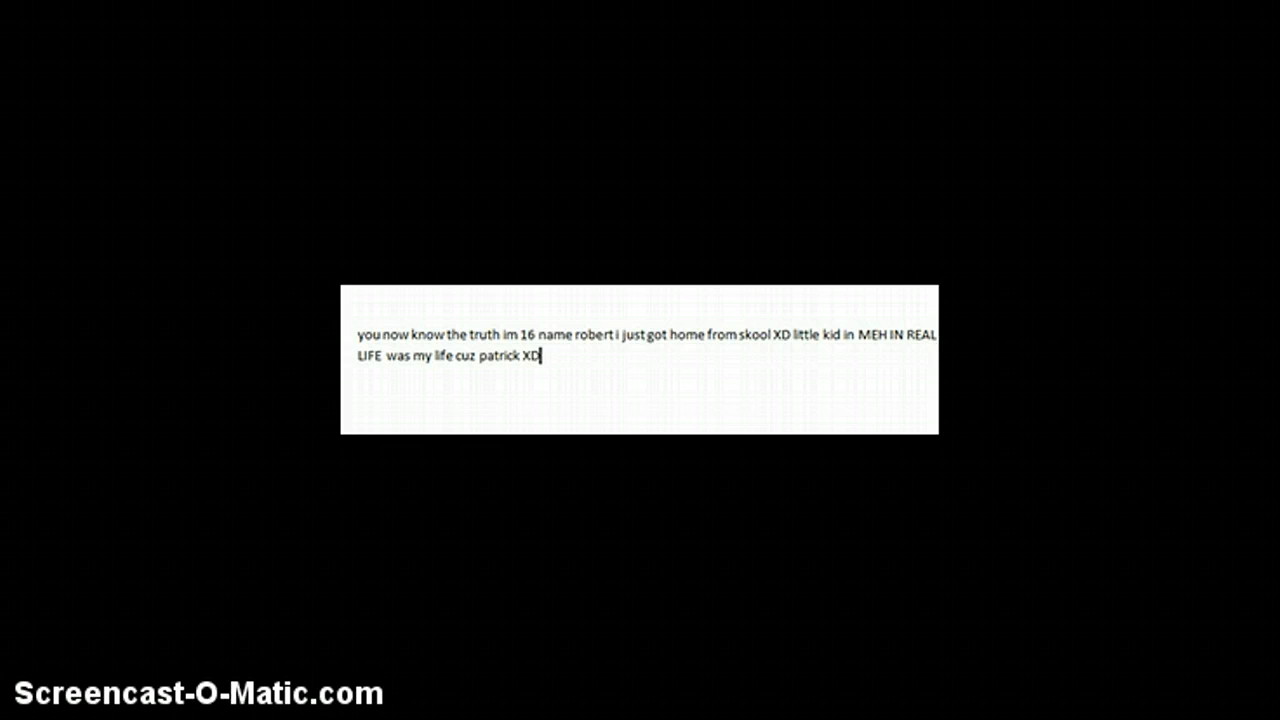 you now know the truth im 16 name robert i just got home from skool XD little kid in MEH IN REAL
LIFE was my life cuz patrick XD
Screencast-O-Matic.com